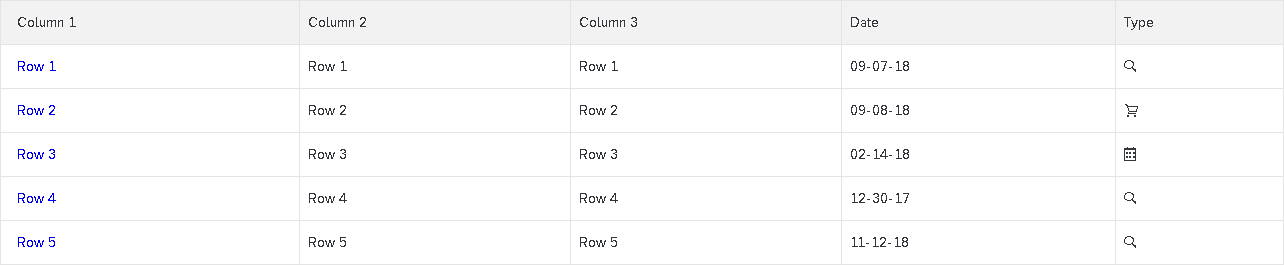 Column 1 Column 2 Column 3 Date Type
Row 1 Row 1 Row 1 09-07-18
Row 2 Row 2 Row 2 09-08-18
Row 3 Row 3 Row 3 02-14-18
Row 4 Row 4 Row 4 12-30-17
Row 5 Row 5 Row 5 11-12-18